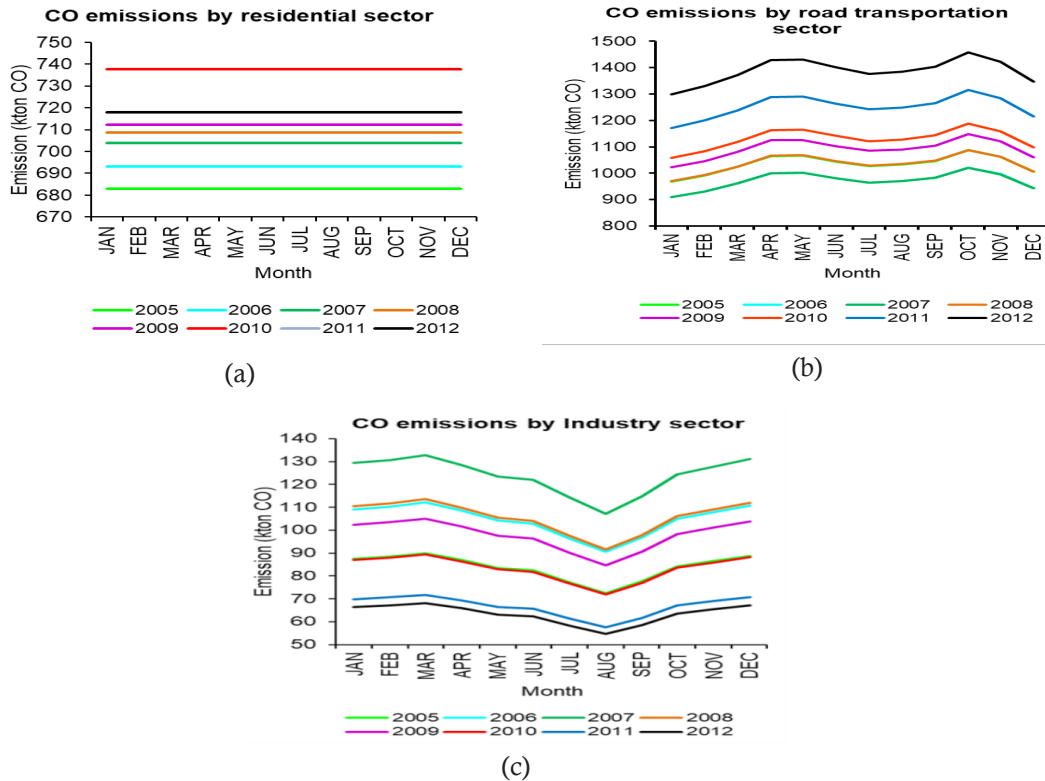 CO emissions by residential sector
750
740
730
720
710
700
690
680
670
Emission (kton CO)
JAN FEB MAR APR MAY JUN JUL AUG SEP OCT NOV DEC
Month
2005 2006 2007 2008
2009 2010 2011 2012
(a)
CO emissions by road transportation
sector
1500
1400
1300
1200
1100
1000
900
800
Emission (kton CO)
JAN FEB MAR APR MAY JUN JUL AUG SEP OCT NOV DEC
Month
2005 2006 2007 2008
2009 2010 2011 2012
(b)
CO emissions by Industry sector
140
130
120
110
100
90
80
70
60
50
Emission (kton CO)
JAN FEB MAR APR MAY JUN JUL AUG SEP OCT NOV DEC
Month
2005 2006 2007 2008
2009 2010 2011 2012
(c)